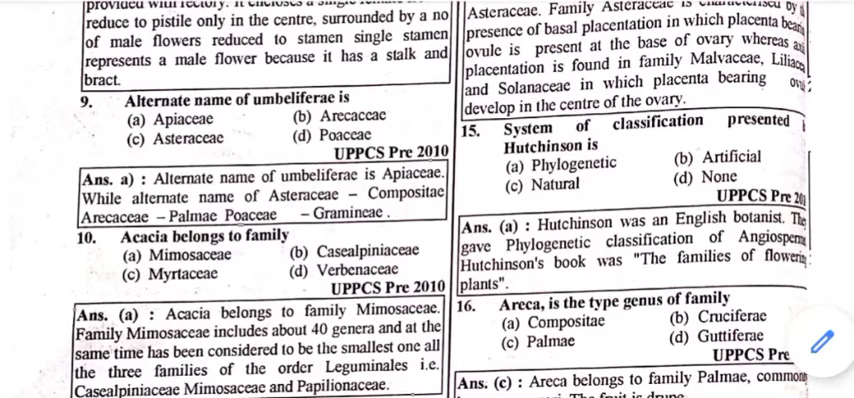 reduce to pistile only in the centre, surrounded by a no
of male flowers reduced to stamen single stamen
represents a male flower because it has a stalk and
bract.
9. Alternate name of umbeliferae is
(a) Apiaceae (b) Arecaceae
(c) Asteraceae (d) Poaceae
UPPCS Pre 2010
Ans. a) : Alternate name of umbeliferae is Apiaceae.
While alternate name of Asteraceae – Compositae
Arecaceae – Palmae Poaceae – Gramineae .
10. Acacia belongs to family
(a) Mimosaceae (b) Casealpiniaceae
(c) Myrtaceae (d) Verbenaceae
UPPCS Pre 2010
Ans. (a) : Acacia belongs to family Mimosaceae.
Family Mimosaceae includes about 40 genera and at the
same time has been considered to be the smallest one all
the three families of the order Leguminales i.e.
Casealpiniaceae Mimosaceae and Papilionaceae.
Asteraceae. Family Asteraceae is by
presence of basal placentation in which placenta
ovule is present at the base of ovary whereas
placentation is found in family Malvaceae,
and Solanaceae in which placenta bearing
develop in the centre of the ovary.
15. System of classification presented
Hutchinson is
(a) Phylogenetic (b) Artificial
(c) Natural (d) None
UPPCS Pre
Ans. (a) : Hutchinson was an English botanist.
gave Phylogenetic classification of
Hutchinson's book was "The families of
plants".
16. Areca, is the type genus of family
(a) Compositae (b) Cruciferae
(c) Palmae (d) Guttiferae
UPPCS Pre
Ans. (c) : Areca belongs to family Palmae,